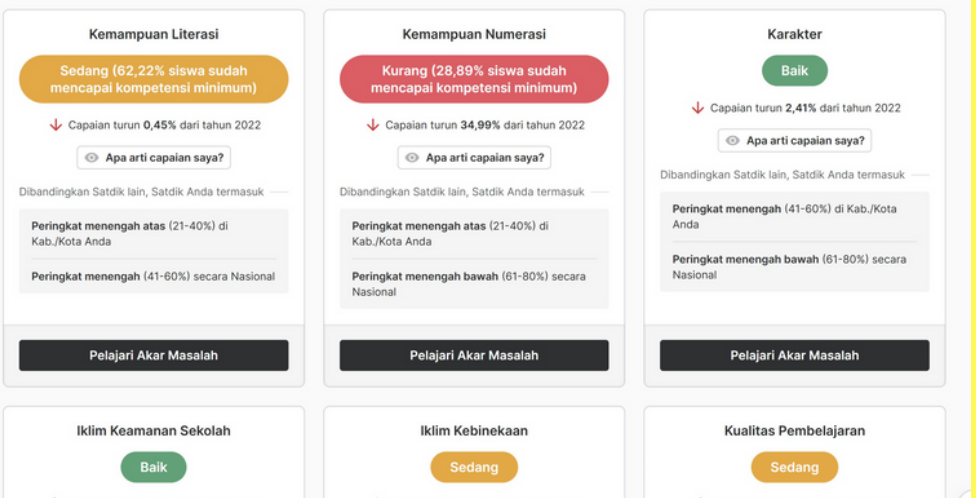 Kemampuan Literasi
Sedang (62,22% siswa sudah
mencapai kompetensi minimum)
Capaian turun 0,45% dari tahun 2022
Apa arti capaian saya?
Dibandingkan Satdik lain, Satdik Anda termasuk
Peringkat menengah atas (21-40%) di
Kab./Kota Anda
Peringkat menengah (41-60%) secara Nasional
Pelajari Akar Masalah
Kemampuan Numerasi
Kurang (28,89% siswa sudah
mencapai kompetensi minimum)
Capaian turun 34,99% dari tahun 2022
Apa arti capaian saya?
Dibandingkan Satdik lain, Satdik Anda termasuk
Peringkat menengah atas (21-40%) di
Kab./Kota Anda
Peringkat menengah bawah (61-80%) secara
Nasional
Pelajari Akar Masalah
Karakter
Baik
Capaian turun 2,41% dari tahun 2022
Apa arti capaian saya?
Dibandingkan Satdik lain, Satdik Anda termasuk
Peringkat menengah (41-60%) di Kab./Kota
Anda
Peringkat menengah bawah (61-80%) secara
Nasional
Pelajari Akar Masalah
Iklim Keamanan Sekolah
Baik
Iklim Kebinekaan
Sedang
Kualitas Pembelajaran
Sedang